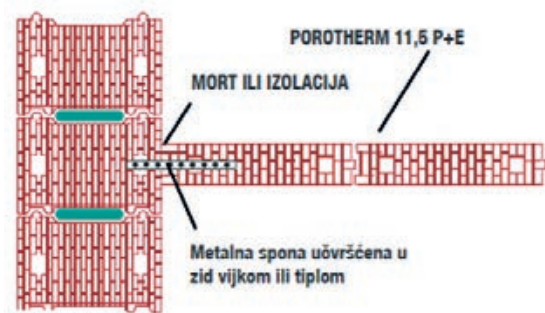 POROTHERM 11,5 P+E
MORT ILI IZOLACIJA
Metalna spona učvršćena u
zid vijkom ili tiplom